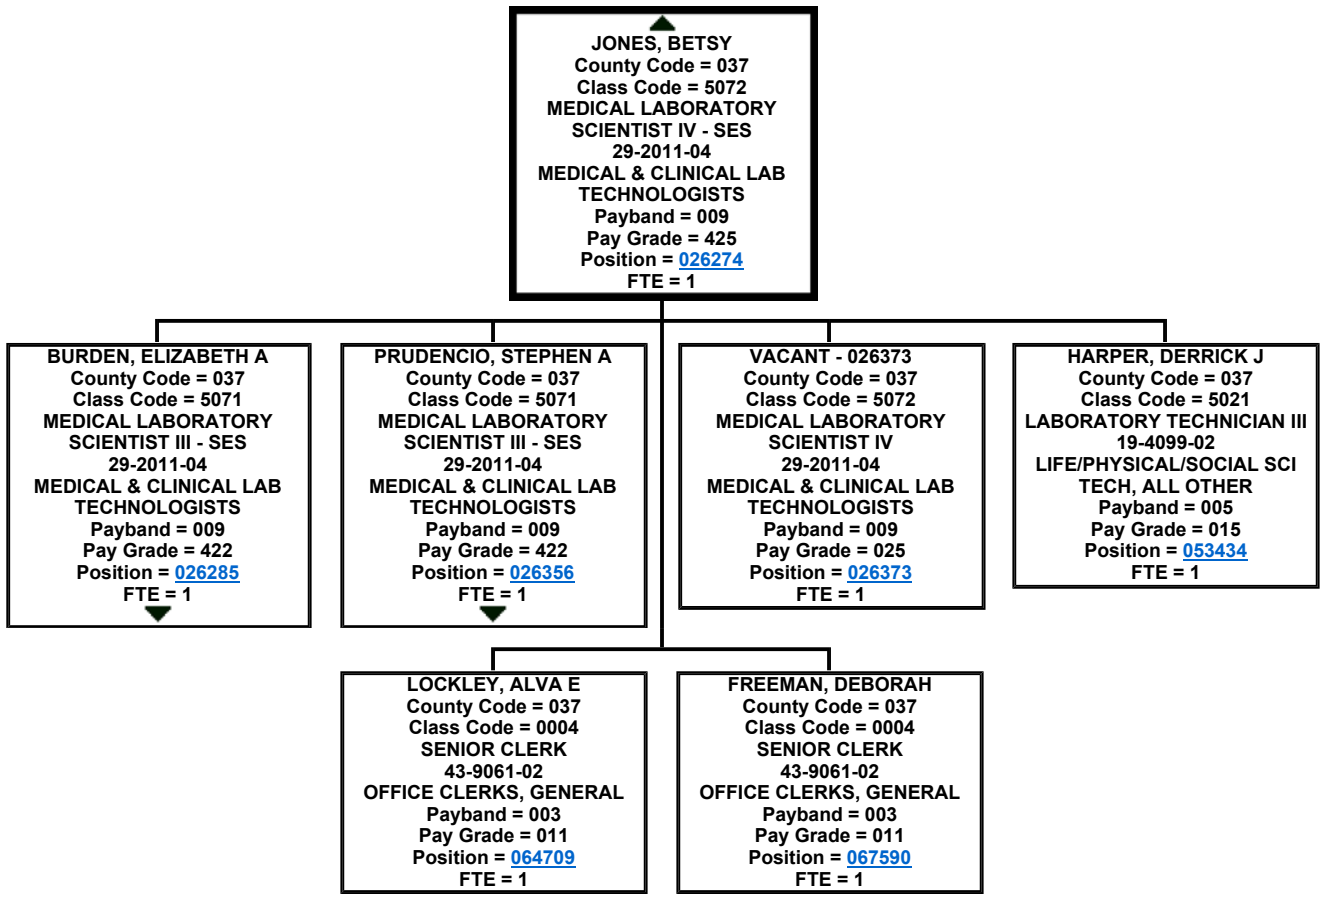 JONES, BETSY
County Code = 037
Class Code = 5072
MEDICAL LABORATORY
SCIENTIST IV - SES
29-2011-04
MEDICAL & CLINICAL LAB
TECHNOLOGISTS
Payband = 009
Pay Grade = 425
Position = 026274
FTE = 1
BURDEN, ELIZABETH A
County Code = 037
Class Code = 5071
MEDICAL LABORATORY
SCIENTIST III - SES
29-2011-04
MEDICAL & CLINICAL LAB
TECHNOLOGISTS
Payband = 009
Pay Grade = 422
Position = 026285
FTE = 1
PRUDENCIO, STEPHEN A
County Code = 037
Class Code = 5071
MEDICAL LABORATORY
SCIENTIST III - SES
29-2011-04
MEDICAL & CLINICAL LAB
TECHNOLOGISTS
Payband = 009
Pay Grade = 422
Position = 026356
FTE = 1
VACANT - 026373
County Code = 037
Class Code = 5072
MEDICAL LABORATORY
SCIENTIST IV
29-2011-04
MEDICAL & CLINICAL LAB
TECHNOLOGISTS
Payband = 009
Pay Grade = 025
Position = 026373
FTE = 1
HARPER, DERRICK J
County Code = 037
Class Code = 5021
LABORATORY TECHNICIAN III
19-4099-02
LIFE/PHYSICAL/SOCIAL SCI
TECH, ALL OTHER
Payband = 005
Pay Grade = 015
Position = 053434
FTE = 1
LOCKLEY, ALVA E
County Code = 037
Class Code = 0004
SENIOR CLERK
43-9061-02
OFFICE CLERKS, GENERAL
Payband = 003
Pay Grade = 011
Position = 064709
FTE = 1
FREEMAN, DEBORAH
County Code = 037
Class Code = 0004
SENIOR CLERK
43-9061-02
OFFICE CLERKS, GENERAL
Payband = 003
Pay Grade = 011
Position = 067590
FTE = 1